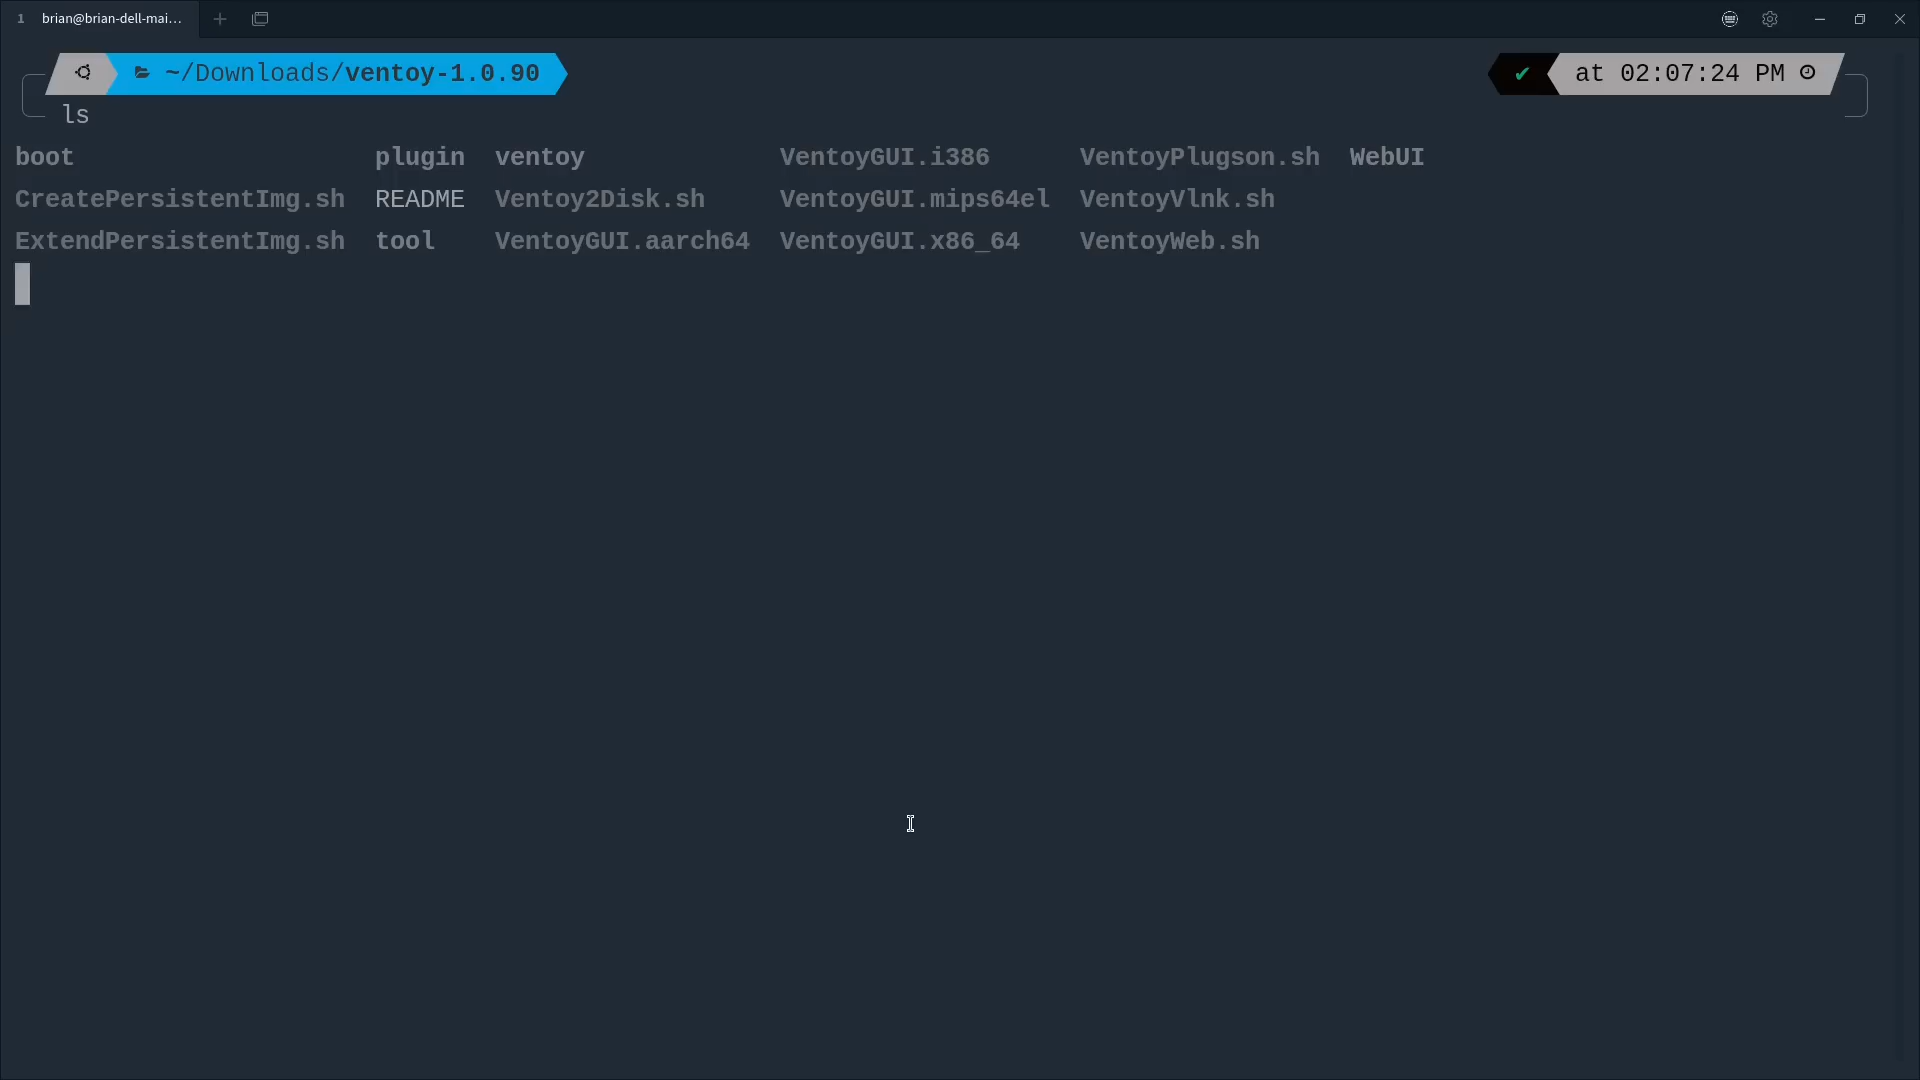 1 brian@brian-dell-mai...
~/Downloads/ventoy-1.0.90 ✔ at 02:07:24 PM
ls
boot plugin ventoy VentoyGUI.i386 VentoyPlugson.sh WebUI
CreatePersistentImg.sh README Ventoy2Disk.sh VentoyGUI.mips64el VentoyVlnk.sh
ExtendPersistentImg.sh tool VentoyGUI.aarch64 VentoyGUI.x86_64 VentoyWeb.sh